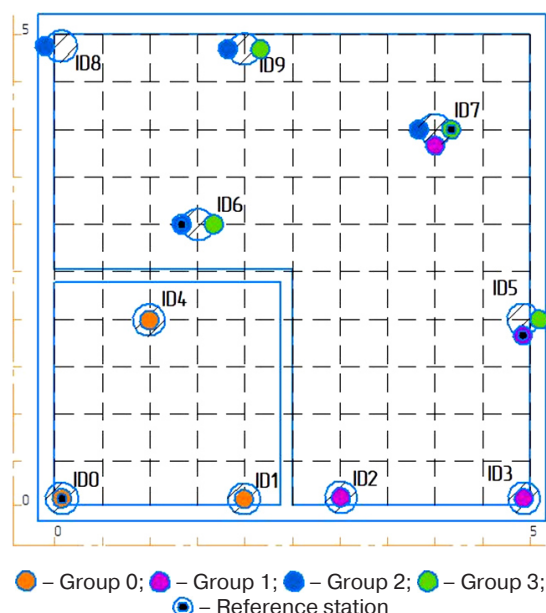 5
ID8
ID9
ID7
ID6
ID4
ID5
ID0
ID1
ID2
ID3
0
0
5
– Group 0; – Group 1; – Group 2; – Group 3;
– Reference station